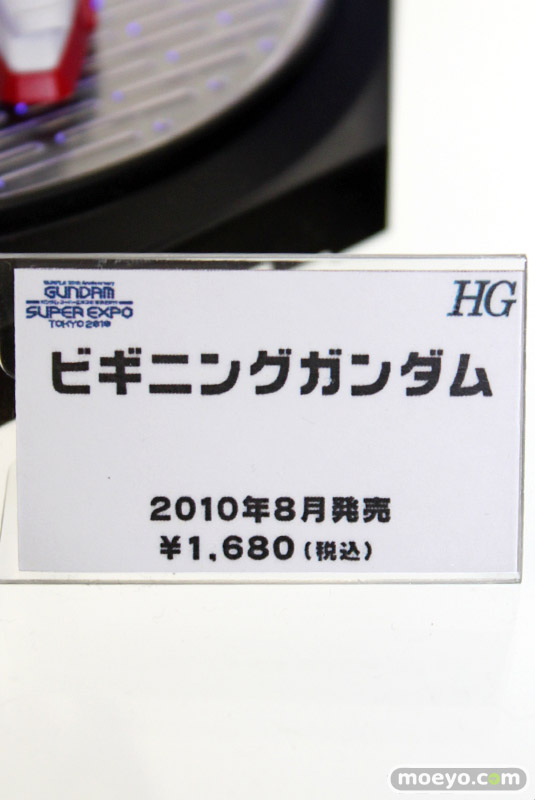 GUNDAM
SUPER EXPO
TOKYO 2010
HG
ビギニングガンダム
2010年8月発売
¥1,680(税込)
moeyo.com